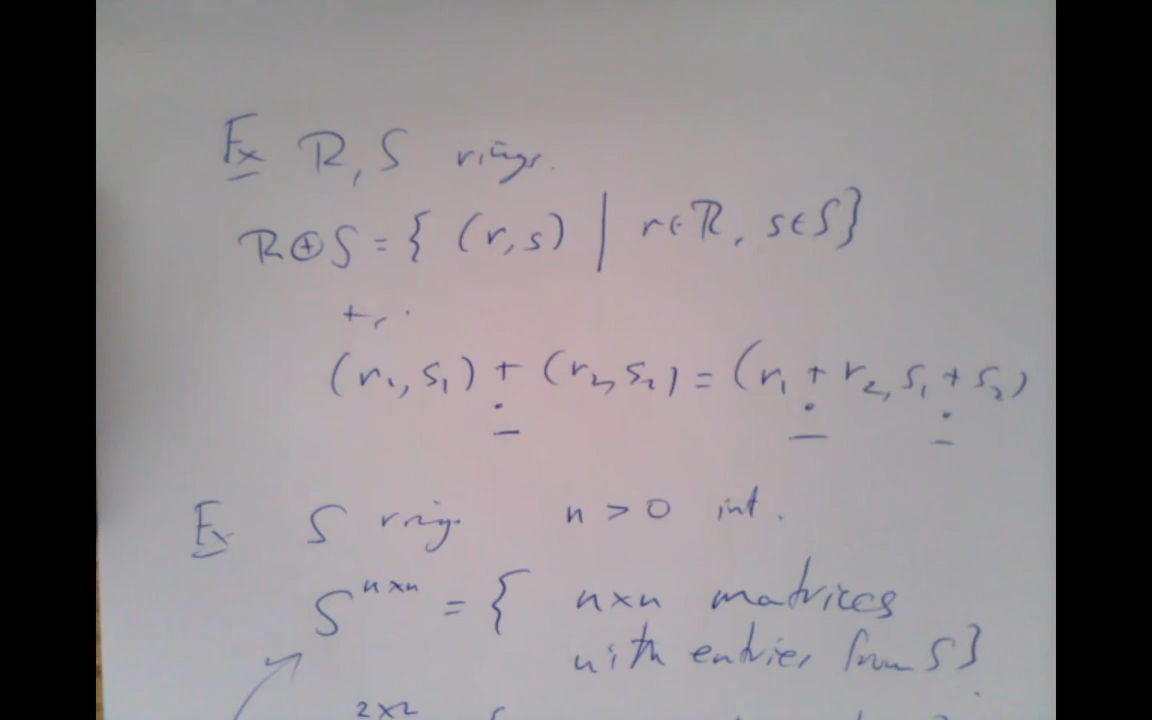 Ex R, S rings.
R⊕S = { (r,s) | r∈R, s∈S}
+, ·
(r₁, s₁) + (r₂, s₂) = (r₁ + r₂, s₁ + s₂)
· · ·
Ex S ring n > 0 int.
Sⁿˣⁿ = { n×n matrices
with entries from S}
2×2